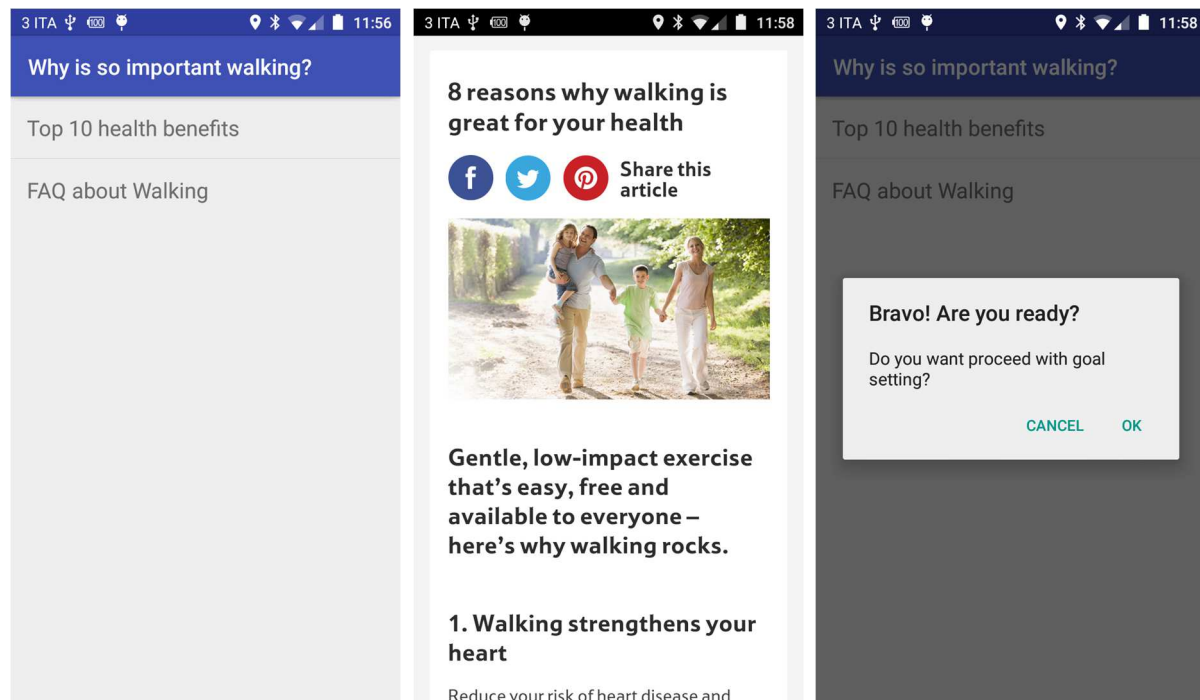 3 ITA 100 11:56
Why is so important walking?
Top 10 health benefits
FAQ about Walking
3 ITA 100 11:58
8 reasons why walking is
great for your health
f Share this
article
Gentle, low-impact exercise
that’s easy, free and
available to everyone –
here’s why walking rocks.
1. Walking strengthens your
heart
Reduce your risk of heart disease and
3 ITA 100 11:58
Why is so important walking?
Top 10 health benefits
FAQ about Walking
Bravo! Are you ready?
Do you want proceed with goal
setting?
CANCEL OK